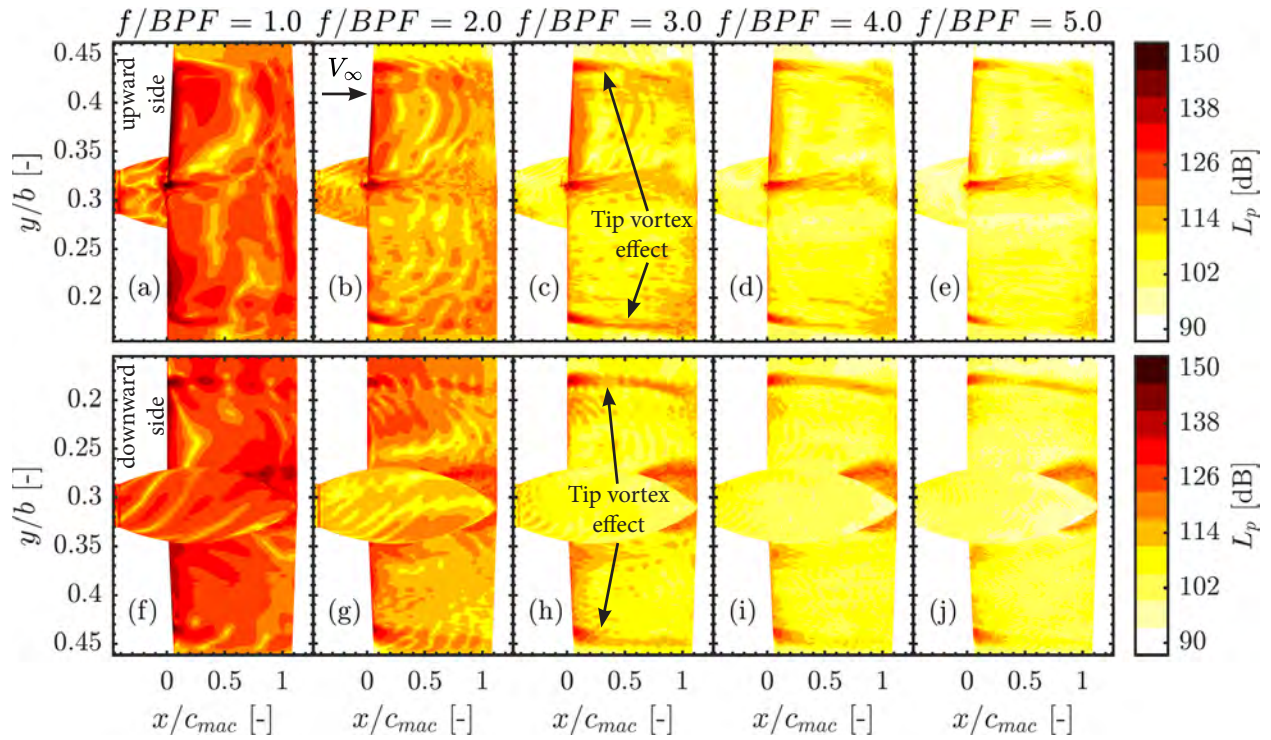 f/BPF = 1.0 f/BPF = 2.0 f/BPF = 3.0 f/BPF = 4.0 f/BPF = 5.0
0.45
0.4
0.35
0.3
0.25
0.2
y/b [-]
upward
side
V∞
Tip vortex
effect
(a) (b) (c) (d) (e)
150
138
126
114
102
90
Lp [dB]
0.2
0.25
0.3
0.35
0.4
0.45
y/b [-]
downward
side
Tip vortex
effect
(f) (g) (h) (i) (j)
150
138
126
114
102
90
Lp [dB]
0 0.5 1 0 0.5 1 0 0.5 1 0 0.5 1 0 0.5 1
x/cmac [-] x/cmac [-] x/cmac [-] x/cmac [-] x/cmac [-]